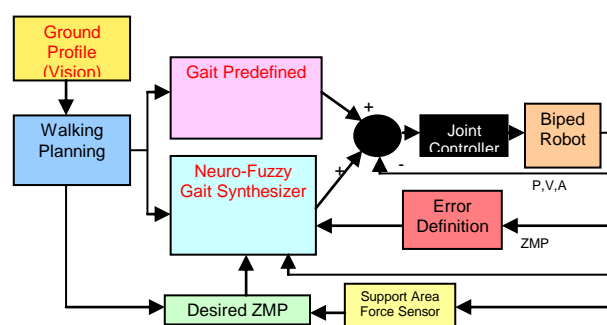 Ground
Profile
(Vision)
Gait Predefined
Walking
Planning
Neuro-Fuzzy
Gait Synthesizer
+
+
-
Joint
Controller
Biped
Robot
P,V,A
Error
Definition
ZMP
Desired ZMP
Support Area
Force Sensor